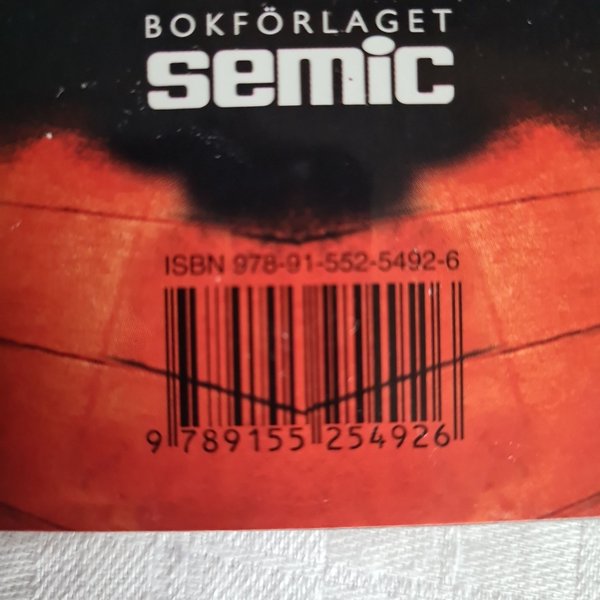 BOKFÖRLAGET
semic
ISBN 978-91-552-5492-6
9 789155 254926